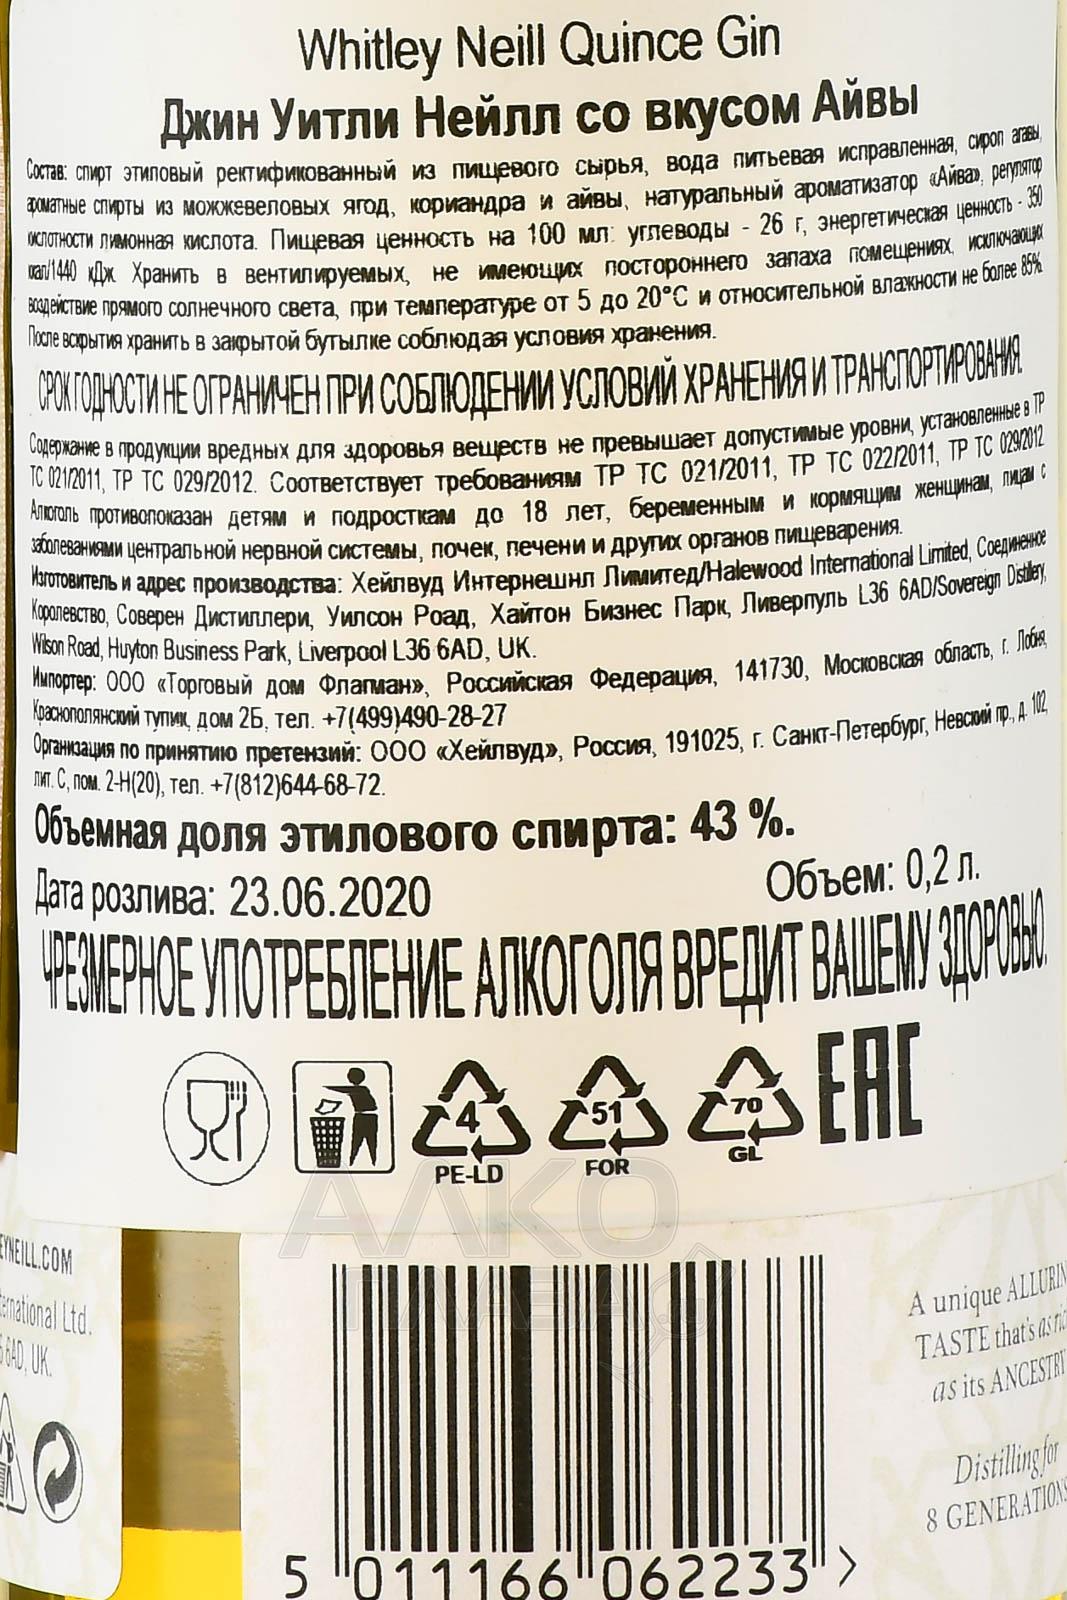 Whitley Neill Quince Gin
Джин Уитли Нейлл со вкусом Айвы
Состав: спирт этиловый ректификованный из пищевого сырья, вода питьевая исправленная, сироп агавы,
ароматные спирты из можжевеловых ягод, кориандра и айвы, натуральный ароматизатор «Айва», регулятор
кислотности лимонная кислота. Пищевая ценность на 100 мл: углеводы - 26 г, энергетическая ценность - 350
ккал/1440 кДж. Хранить в вентилируемых, не имеющих постороннего запаха помещениях, исключающих
воздействие прямого солнечного света, при температуре от 5 до 20°С и относительной влажности не более 85%.
После вскрытия хранить в закрытой бутылке соблюдая условия хранения.
СРОК ГОДНОСТИ НЕ ОГРАНИЧЕН ПРИ СОБЛЮДЕНИИ УСЛОВИЙ ХРАНЕНИЯ И ТРАНСПОРТИРОВАНИЯ.
Содержание в продукции вредных для здоровья веществ не превышает допустимые уровни, установленные в ТР
ТС 021/2011, ТР ТС 029/2012. Соответствует требованиям ТР ТС 021/2011, ТР ТС 022/2011, ТР ТС 029/2012
Алкоголь противопоказан детям и подросткам до 18 лет, беременным и кормящим женщинам, лицам с
заболеваниями центральной нервной системы, почек, печени и других органов пищеварения.
Изготовитель и адрес производства: Хейлвуд Интернешнл Лимитед/Halewood International Limited, Соединенное
Королевство, Соверен Дистиллери, Уилсон Роад, Хайтон Бизнес Парк, Ливерпуль L36 6AD/Sovereign Distillery,
Wilson Road, Huyton Business Park, Liverpool L36 6AD, UK.
Импортер: ООО «Торговый дом Флагман», Российская Федерация, 141730, Московская область, г. Лобня,
Краснополянский тупик, дом 2Б, тел. +7(499)490-28-27
Организация по принятию претензий: ООО «Хейлвуд», Россия, 191025, г. Санкт-Петербург, Невский пр., д. 102,
лит. С, пом. 2-Н(20), тел. +7(812)644-68-72.
Объемная доля этилового спирта: 43 %.
Дата розлива: 23.06.2020 Объем: 0,2 л.
ЧРЕЗМЕРНОЕ УПОТРЕБЛЕНИЕ АЛКОГОЛЯ ВРЕДИТ ВАШЕМУ ЗДОРОВЬЮ.
4 51 70 EAC
PE-LD FOR GL
АЛКО
ГЛАВА.RU
EYNEILL.COM
ernational Ltd.
6AD, UK.
A unique ALLURIN
TASTE that's as ric
as its ANCESTRY
Distilling for
8 GENERATIONS
5 011166 062233 >